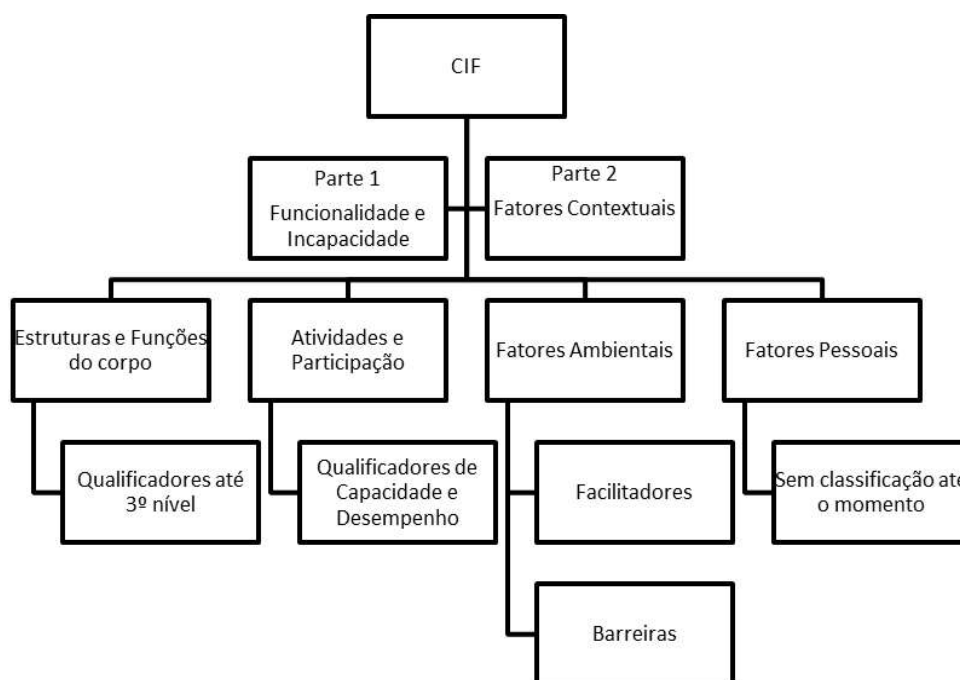 CIF
Parte 1
Funcionalidade e
Incapacidade
Parte 2
Fatores Contextuais
Estruturas e Funções
do corpo
Atividades e
Participação
Fatores Ambientais
Fatores Pessoais
Qualificadores até
3º nível
Qualificadores de
Capacidade e
Desempenho
Facilitadores
Sem classificação até
o momento
Barreiras